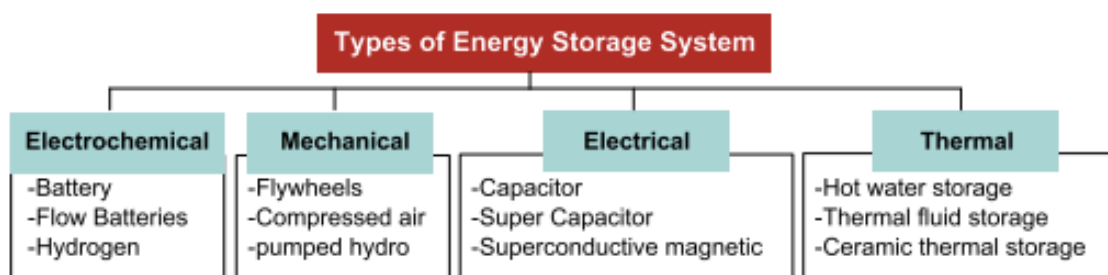 Types of Energy Storage System
Electrochemical
-Battery
-Flow Batteries
-Hydrogen
Mechanical
-Flywheels
-Compressed air
-pumped hydro
Electrical
-Capacitor
-Super Capacitor
-Superconductive magnetic
Thermal
-Hot water storage
-Thermal fluid storage
-Ceramic thermal storage